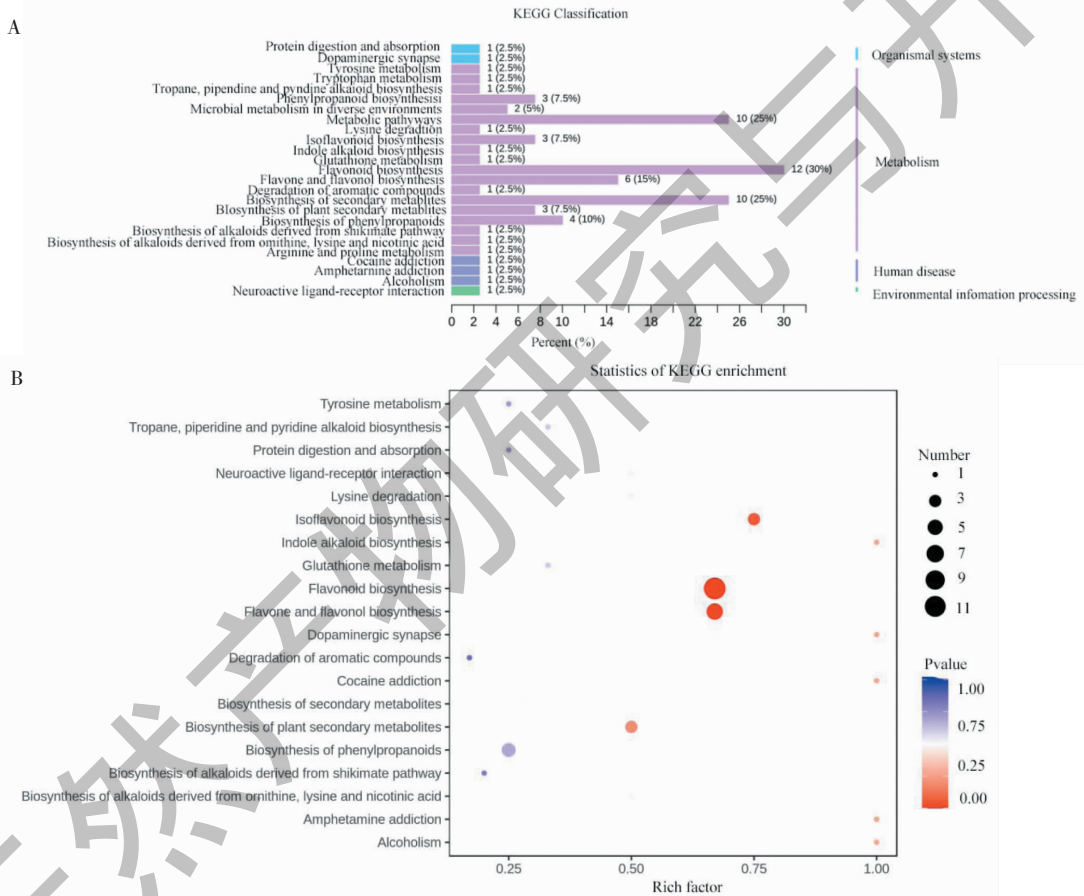 A
KEGG Classification
Protein digestion and absorption 1 (2.5%)
Dopaminergic synapse 1 (2.5%)
Tyrosine metabolism 1 (2.5%)
Tryptophan metabolism 1 (2.5%)
Tropane, pipendine and pyndine alkaioid biosynthesis 1 (2.5%)
Phenylpropanoid biosynthesisi 3 (7.5%)
Microbial metabolism in diverse environments 2 (5%)
Metabolic pathyways 10 (25%)
Lysine degradtion 1 (2.5%)
Isoflavonoid biosynthesis 3 (7.5%)
Indole alkaloid biosynthesis 1 (2.5%)
Glutathione metabolism 1 (2.5%)
Flavonoid biosynthesis 12 (30%)
Flavone and flavonol biosynthesis 6 (15%)
Degradation of aromatic compounds 1 (2.5%)
Biosynthesis of secondary metablites 10 (25%)
BIosynthesis of plant secondary metablites 3 (7.5%)
Biosynthesis of phenylpropanoids 4 (10%)
Biosynthesis of alkaloids derived from shikimate pathway 1 (2.5%)
Biosynthesis of alkaloids derived from omithine, lysine and nicotinic acid 1 (2.5%)
Arginine and proline metabolism 1 (2.5%)
Cocaine addiction 1 (2.5%)
Amphetarnine addiction 1 (2.5%)
Alcoholism 1 (2.5%)
Neuroactive ligand-receptor interaction 1 (2.5%)
0 2 4 6 8 10 14 18 22 26 30
Percent (%)
Organismal systems
Metabolism
Human disease
Environmental infomation processing
B
Statistics of KEGG enrichment
Tyrosine metabolism
Tropane, piperidine and pyridine alkaloid biosynthesis
Protein digestion and absorption
Neuroactive ligand-receptor interaction
Lysine degradation
Isoflavonoid biosynthesis
Indole alkaloid biosynthesis
Glutathione metabolism
Flavonoid biosynthesis
Flavone and flavonol biosynthesis
Dopaminergic synapse
Degradation of aromatic compounds
Cocaine addiction
Biosynthesis of secondary metabolites
Biosynthesis of plant secondary metabolites
Biosynthesis of phenylpropanoids
Biosynthesis of alkaloids derived from shikimate pathway
Biosynthesis of alkaloids derived from ornithine, lysine and nicotinic acid
Amphetamine addiction
Alcoholism
0.25 0.50 0.75 1.00
Rich factor
Number
1
3
5
7
9
11
Pvalue
1.00
0.75
0.25
0.00
然产物研究与